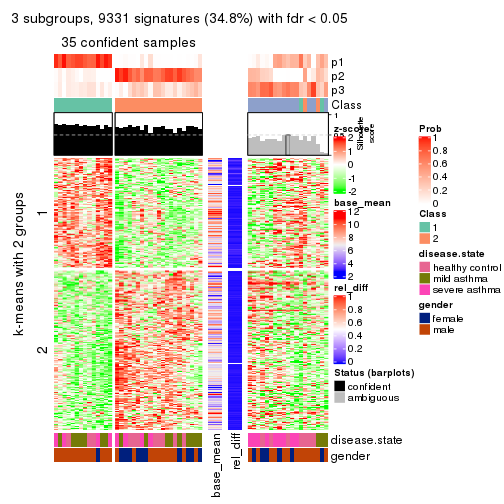 3 subgroups, 9331 signatures (34.8%) with fdr < 0.05
35 confident samples
p1
p2
p3
Class
1
Silhouette
score
z-score
2
1
0
-1
-2
base_mean
12
10
8
6
4
2
rel_diff
1
0.8
0.6
0.4
0.2
0
Status (barplots)
confident
ambiguous
Prob
1
0.8
0.6
0.4
0.2
0
Class
1
2
disease.state
healthy control
mild asthma
severe asthma
gender
female
male
k-means with 2 groups
1
2
disease.state
gender
base_mean
rel_diff